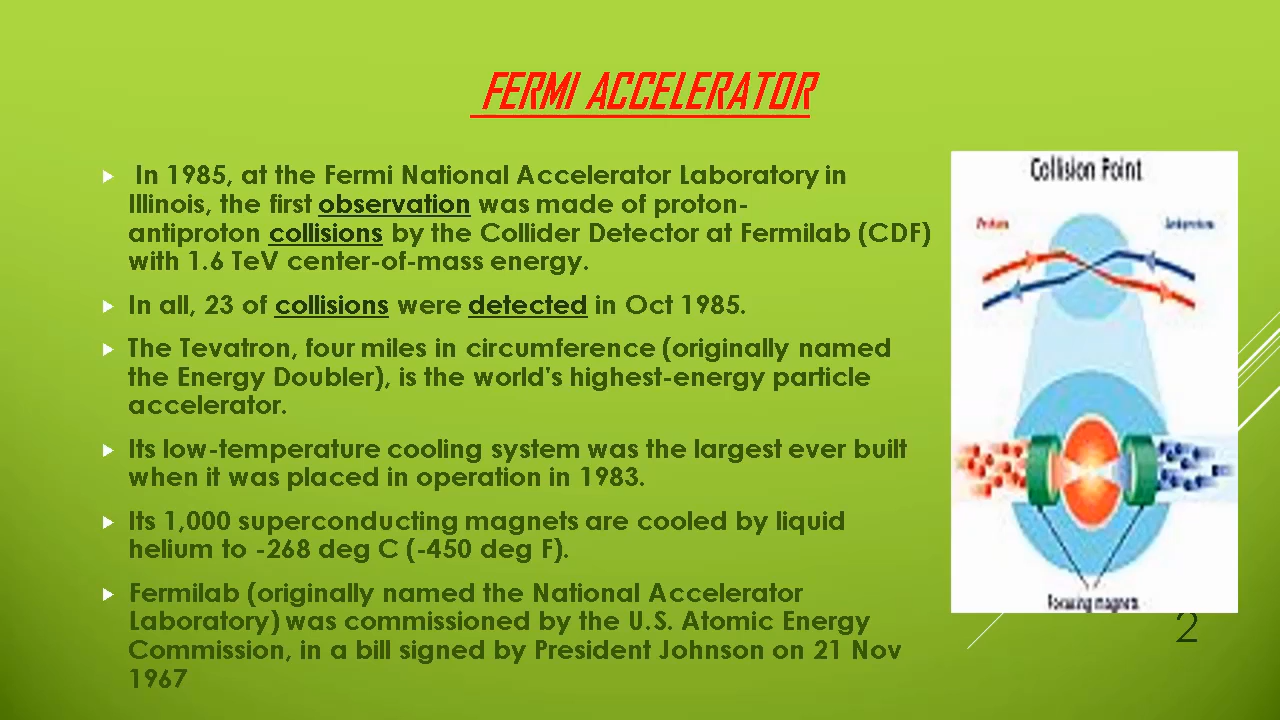 FERMI ACCELERATOR
In 1985, at the Fermi National Accelerator Laboratory in
Illinois, the first observation was made of proton-
antiproton collisions by the Collider Detector at Fermilab (CDF)
with 1.6 TeV center-of-mass energy.
In all, 23 of collisions were detected in Oct 1985.
The Tevatron, four miles in circumference (originally named
the Energy Doubler), is the world's highest-energy particle
accelerator.
Its low-temperature cooling system was the largest ever built
when it was placed in operation in 1983.
Its 1,000 superconducting magnets are cooled by liquid
helium to -268 deg C (-450 deg F).
Fermilab (originally named the National Accelerator
Laboratory) was commissioned by the U.S. Atomic Energy
Commission, in a bill signed by President Johnson on 21 Nov
1967
Collision Point
Proton Antiproton
Focusing magnets
2